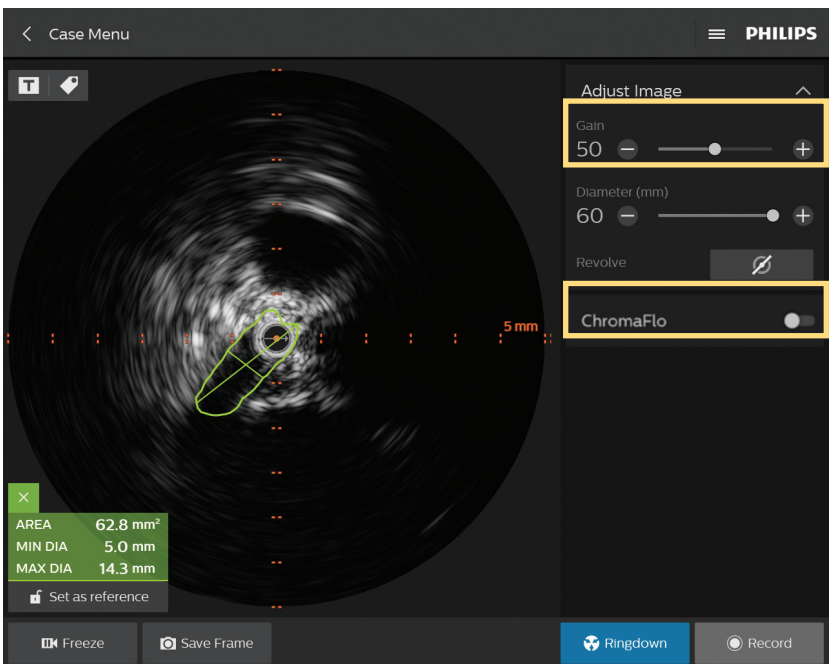 Case Menu
PHILIPS
T
Adjust Image
Gain
50
Diameter (mm)
60
Revolve
ChromaFlo
5 mm
AREA 62.8 mm²
MIN DIA 5.0 mm
MAX DIA 14.3 mm
Set as reference
Freeze
Save Frame
Ringdown
Record